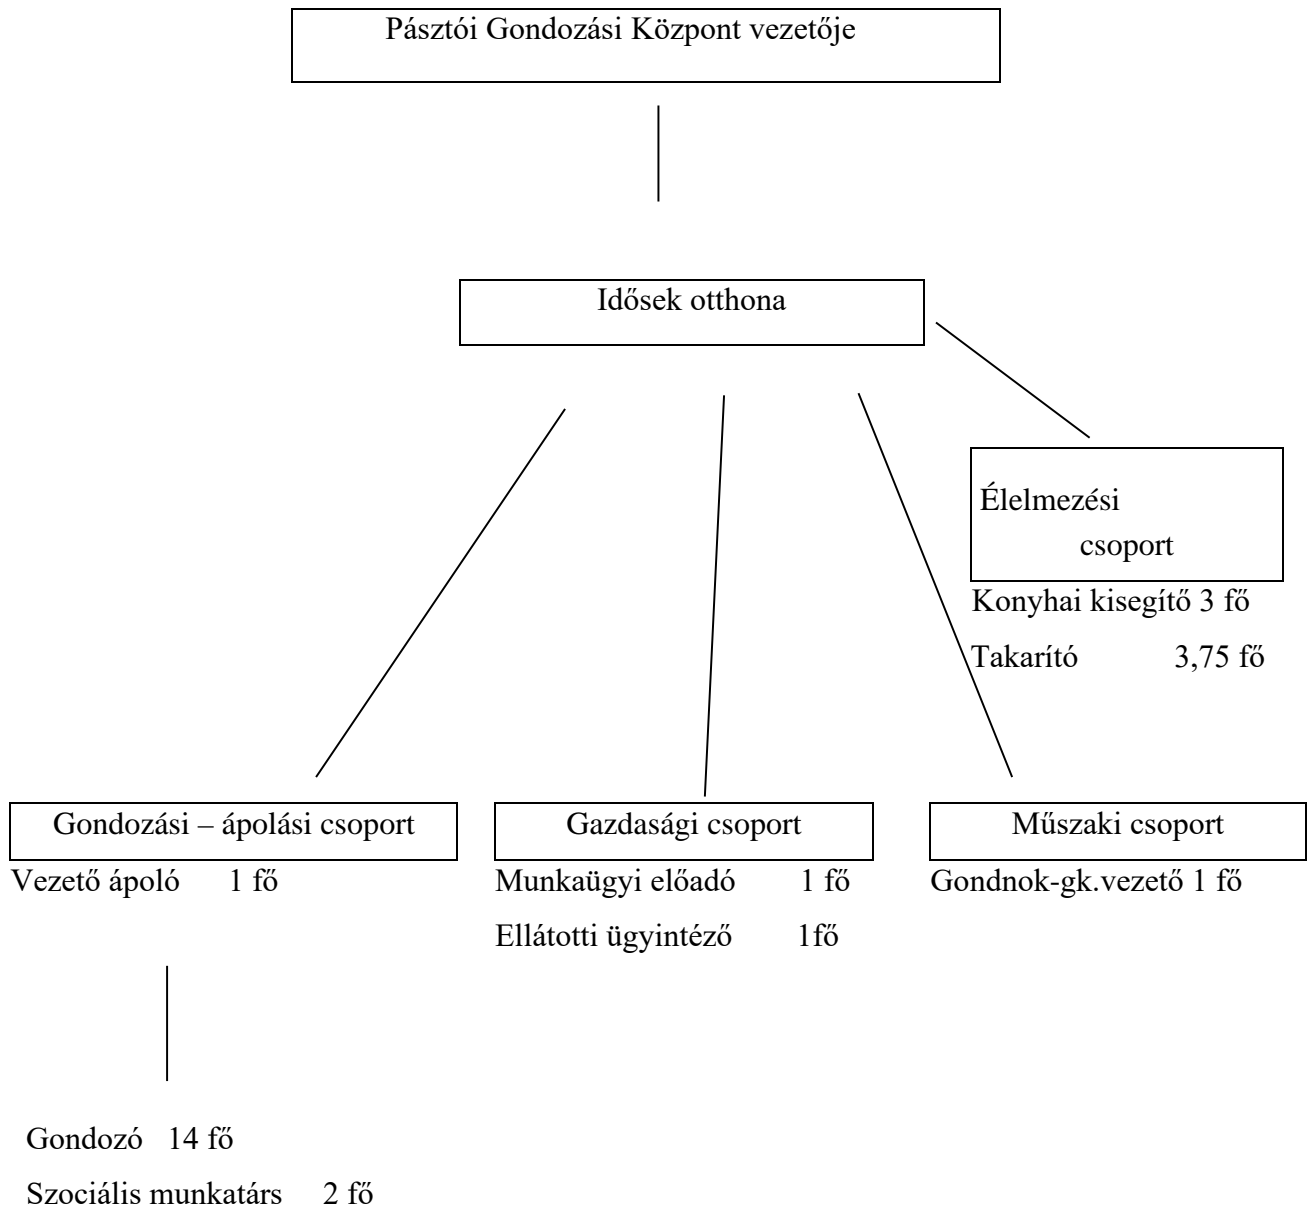 Pásztói Gondozási Központ vezetője
Idősek otthona
Élelmezési
csoport
Konyhai kisegítő 3 fő
Takarító 3,75 fő
Gondozási – ápolási csoport
Vezető ápoló 1 fő
Gazdasági csoport
Munkaügyi előadó 1 fő
Ellátotti ügyintéző 1fő
Műszaki csoport
Gondnok-gk.vezető 1 fő
Gondozó 14 fő
Szociális munkatárs 2 fő